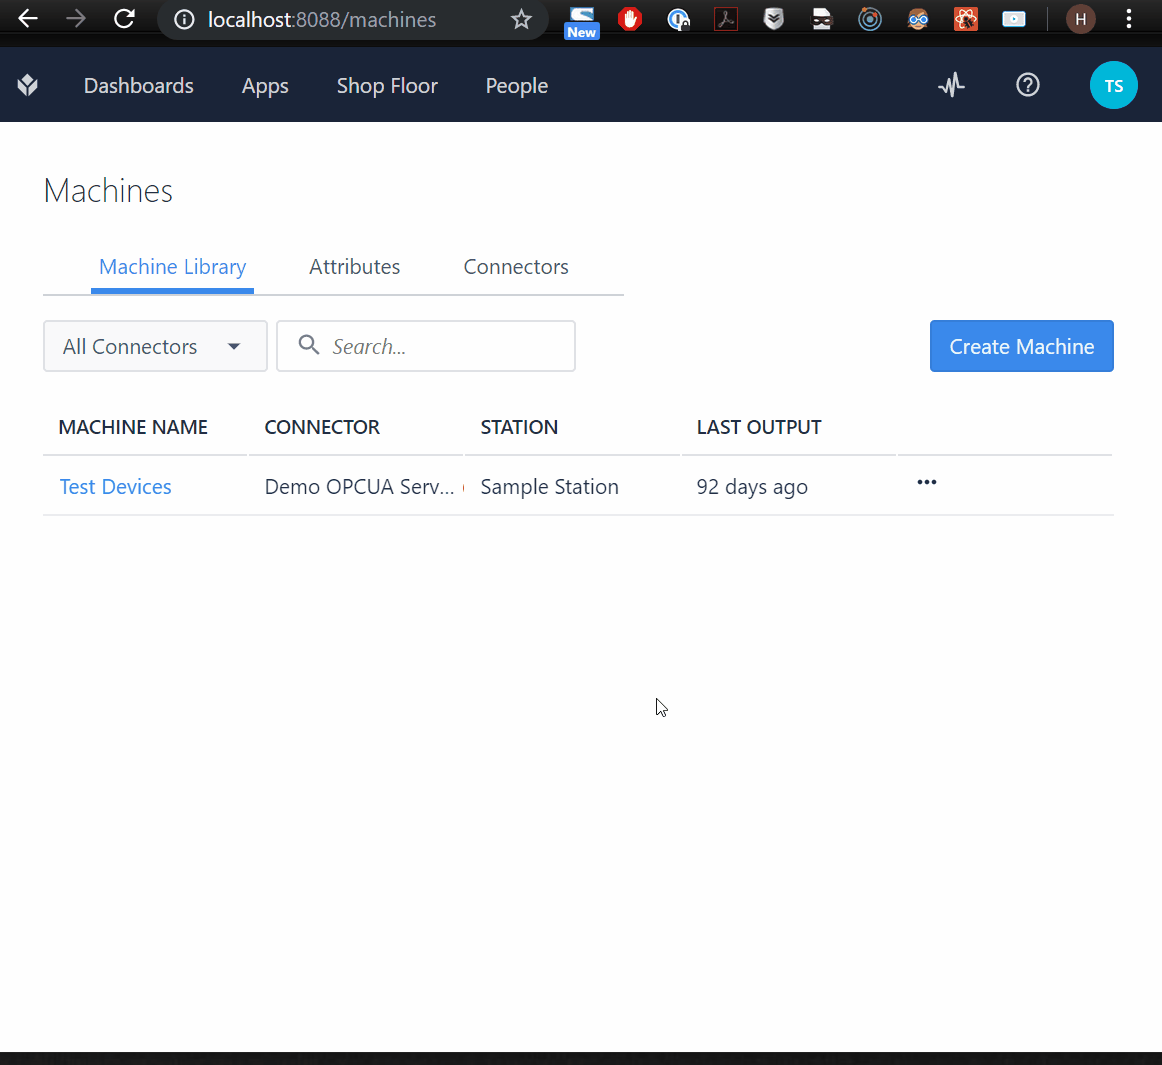 localhost:8088/machines
New
H
Dashboards Apps Shop Floor People
TS
Machines
Machine Library Attributes Connectors
All Connectors Search... Create Machine
MACHINE NAME CONNECTOR STATION LAST OUTPUT
Test Devices Demo OPCUA Serv... Sample Station 92 days ago